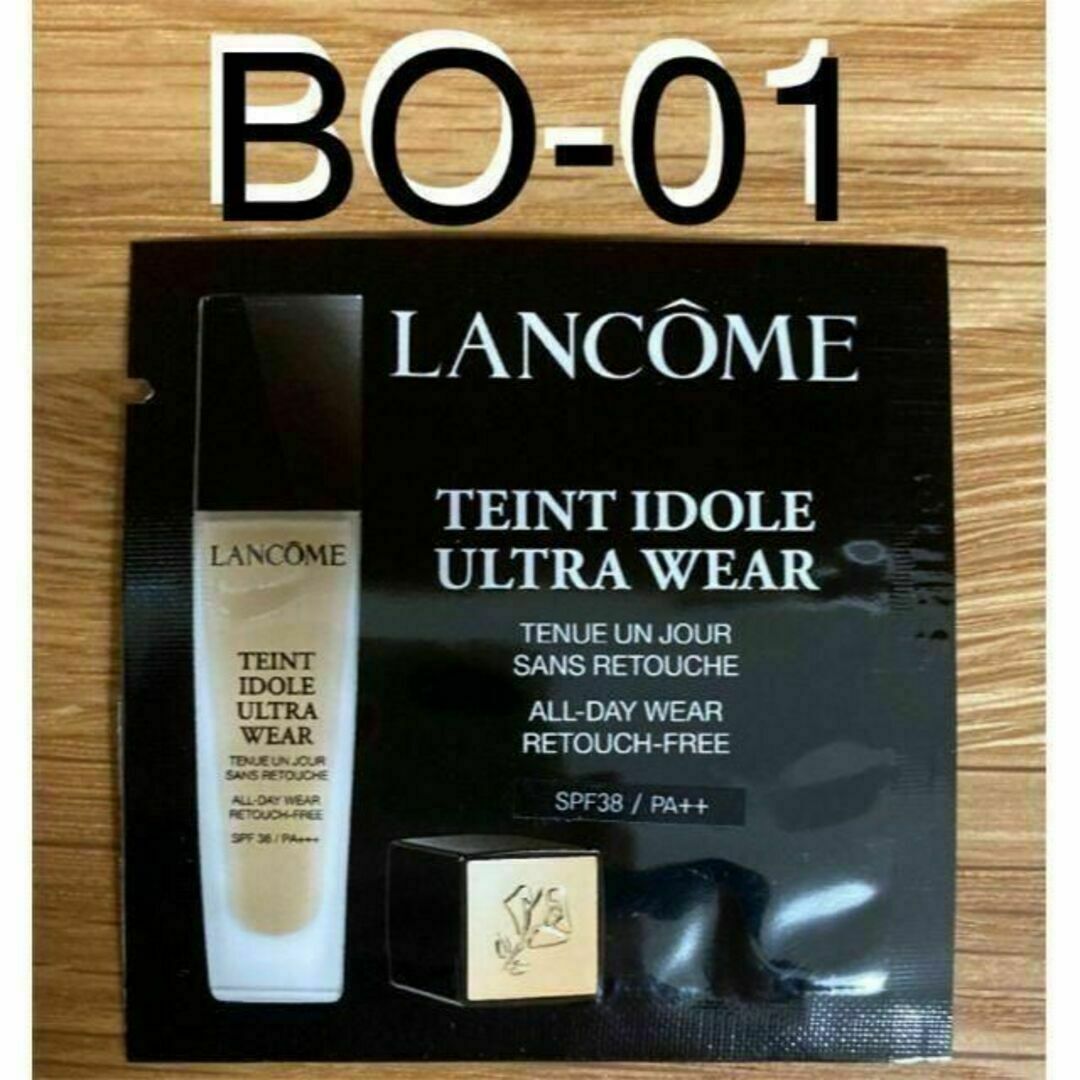 BO-01
LANCÔME
TEINT IDOLE
ULTRA WEAR
TENUE UN JOUR
SANS RETOUCHE
ALL-DAY WEAR
RETOUCH-FREE
SPF38 / PA++
LANCÔME
TEINT
IDOLE
ULTRA
WEAR
TENUE UN JOUR
SANS RETOUCHE
ALL-DAY WEAR
RETOUCH-FREE
SPF 38 / PA+++